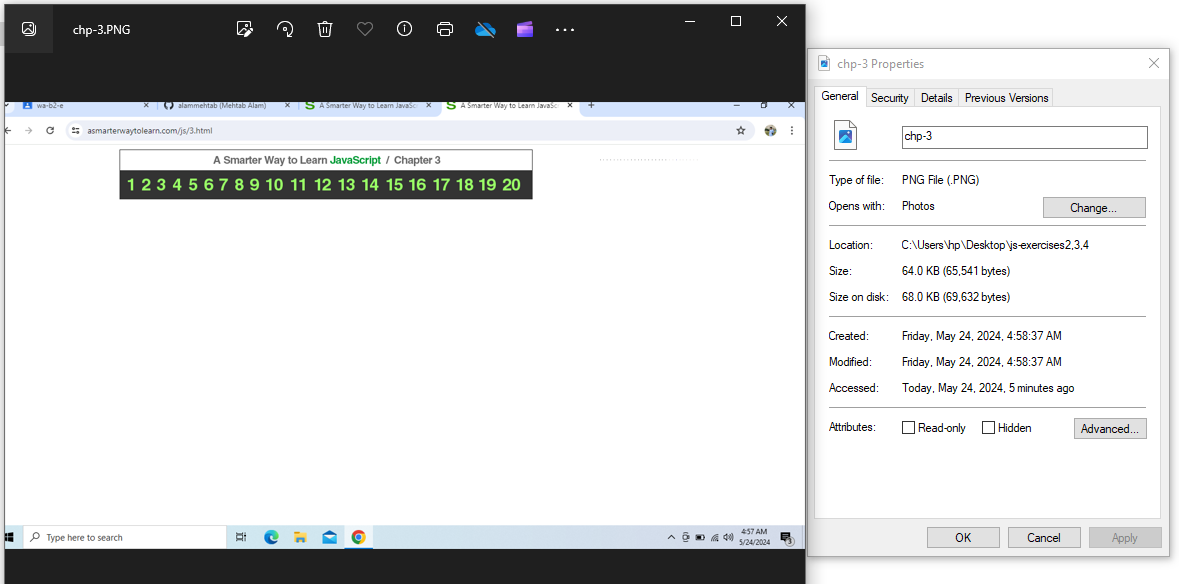 chp-3.PNG
wa-b2-e
alammehtab (Mehtab Alam)
A Smarter Way to Learn JavaSc
A Smarter Way to Learn JavaSc
asmarterwaytolearn.com/js/3.html
A Smarter Way to Learn JavaScript / Chapter 3
1 2 3 4 5 6 7 8 9 10 11 12 13 14 15 16 17 18 19 20
Type here to search
4:57 AM
5/24/2024
3
chp-3 Properties
General Security Details Previous Versions
chp-3
Type of file: PNG File (.PNG)
Opens with: Photos Change...
Location: C:\Users\hp\Desktop\js-exercises2,3,4
Size: 64.0 KB (65,541 bytes)
Size on disk: 68.0 KB (69,632 bytes)
Created: Friday, May 24, 2024, 4:58:37 AM
Modified: Friday, May 24, 2024, 4:58:37 AM
Accessed: Today, May 24, 2024, 5 minutes ago
Attributes: Read-only Hidden Advanced...
OK Cancel Apply